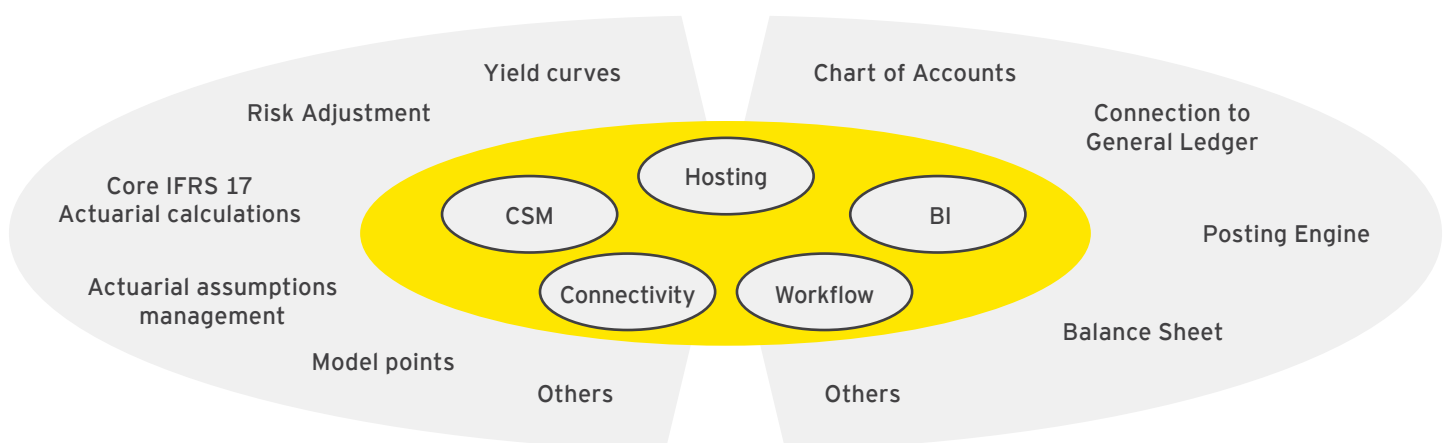 Yield curves
Risk Adjustment
Core IFRS 17
Actuarial calculations
Actuarial assumptions
management
Model points
Others
Hosting
CSM
BI
Connectivity
Workflow
Chart of Accounts
Connection to
General Ledger
Posting Engine
Balance Sheet
Others